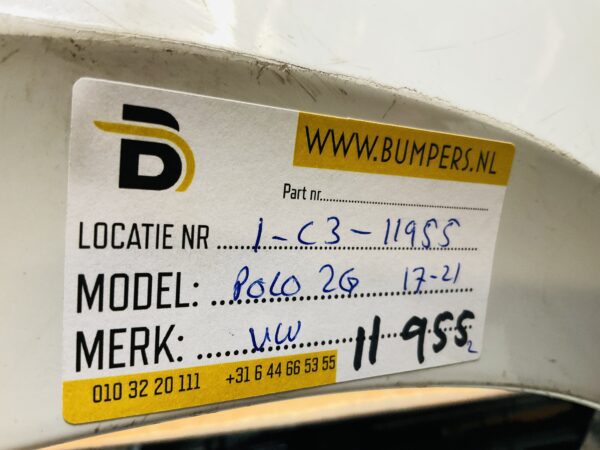 B
WWW.BUMPERS.NL
Part nr.
LOCATIE NR 1-C3-11955
MODEL: POLO 2G 17-21
MERK: VW 11955 2
010 32 20 111 +31 6 44 66 53 55